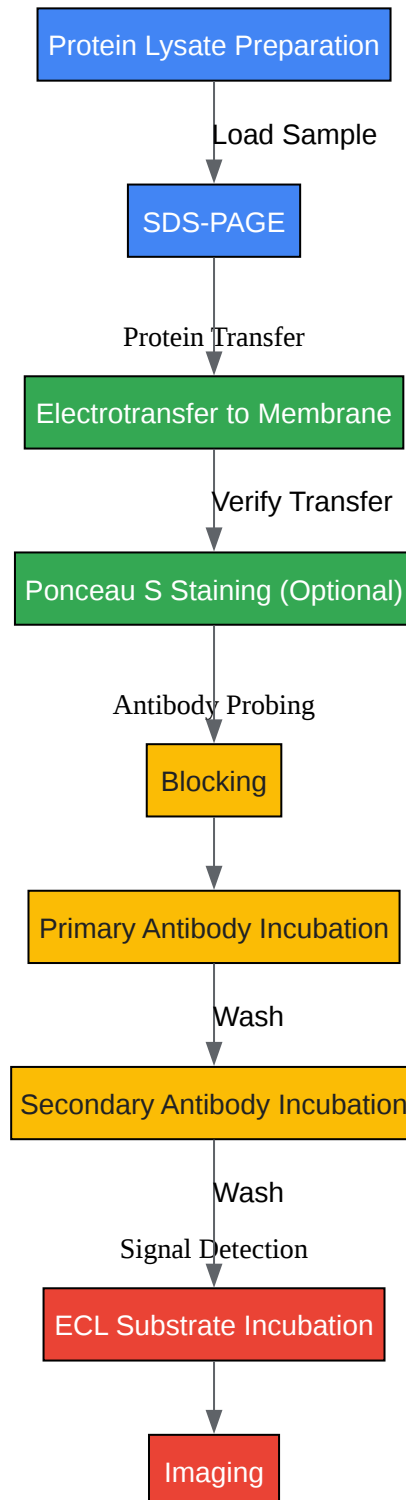 Protein Lysate Preparation
Load Sample
SDS-PAGE
Protein Transfer
Electrotransfer to Membrane
Verify Transfer
Ponceau S Staining (Optional)
Antibody Probing
Blocking
Primary Antibody Incubation
Wash
Secondary Antibody Incubation
Wash
Signal Detection
ECL Substrate Incubation
Imaging